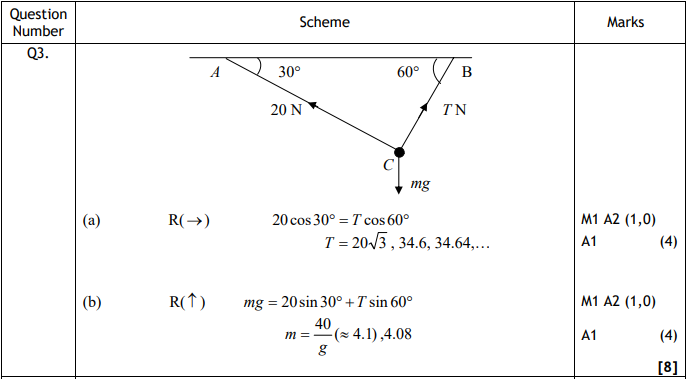 Question Number Scheme Marks
Q3.
A 30° 60° B
20 N T N
C
mg
(a) R(→) 20 cos 30° = T cos 60° M1 A2 (1,0)
T = 20√3 , 34.6, 34.64,… A1 (4)
(b) R(↑) mg = 20 sin 30° + T sin 60° M1 A2 (1,0)
m = 40/g (≈ 4.1) ,4.08 A1 (4)
[8]